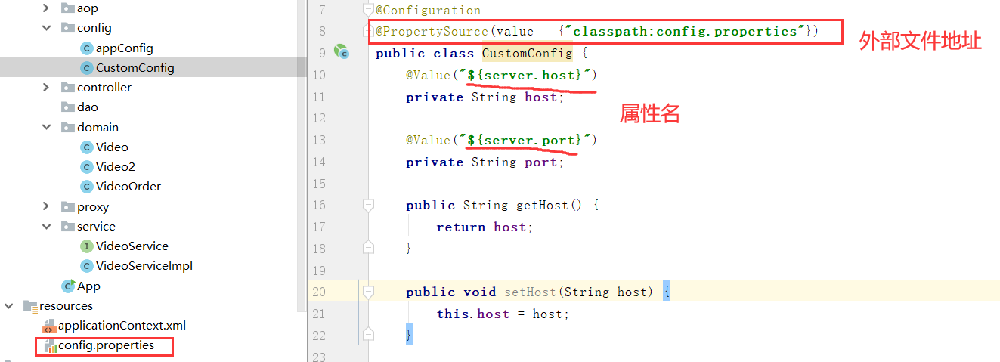 aop
config
appConfig
CustomConfig
controller
dao
domain
Video
Video2
VideoOrder
proxy
service
VideoService
VideoServiceImpl
App
resources
applicationContext.xml
config.properties
7 @Configuration
8 @PropertySource(value = {"classpath:config.properties"})
外部文件地址
9 public class CustomConfig {
10 @Value("${server.host}")
11 private String host;
12
属性名
13 @Value("${server.port}")
14 private String port;
15
16 public String getHost() {
17 return host;
18 }
19
20 public void setHost(String host) {
21 this.host = host;
22 }
23